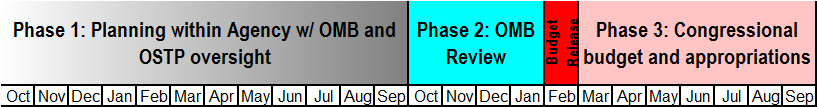 Phase 1: Planning within Agency w/ OMB and
OSTP oversight
Phase 2: OMB
Review
Budget
Release
Phase 3: Congressional
budget and appropriations
Oct Nov Dec Jan Feb Mar Apr May Jun Jul Aug Sep Oct Nov Dec Jan Feb Mar Apr May Jun Jul Aug Sep